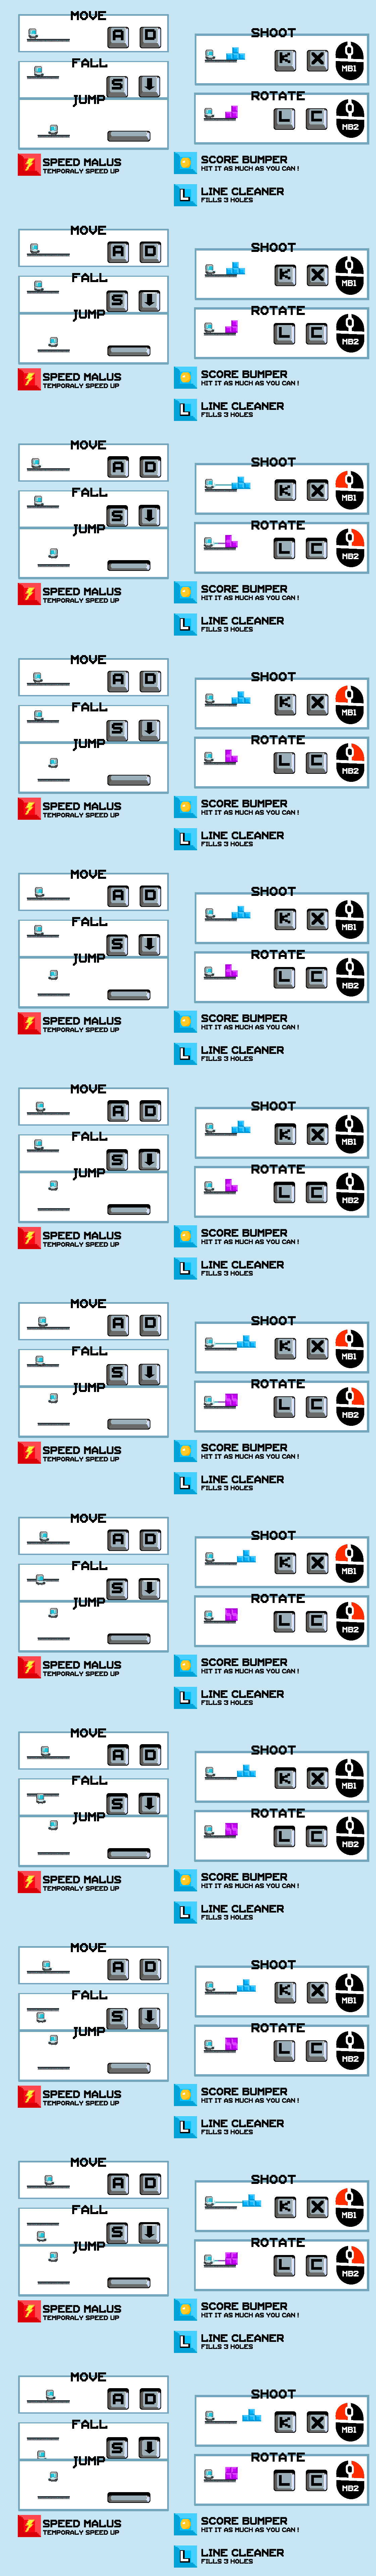 MOVE
A D
FALL
S
JUMP
SPEED MALUS
TEMPORALY SPEED UP
SHOOT
K X MB1
ROTATE
L C MB2
SCORE BUMPER
HIT IT AS MUCH AS YOU CAN !
L LINE CLEANER
FILLS 3 HOLES
MOVE
A D
FALL
S
JUMP
SPEED MALUS
TEMPORALY SPEED UP
SHOOT
K X MB1
ROTATE
L C MB2
SCORE BUMPER
HIT IT AS MUCH AS YOU CAN !
L LINE CLEANER
FILLS 3 HOLES
MOVE
A D
FALL
S
JUMP
SPEED MALUS
TEMPORALY SPEED UP
SHOOT
K X MB1
ROTATE
L C MB2
SCORE BUMPER
HIT IT AS MUCH AS YOU CAN !
L LINE CLEANER
FILLS 3 HOLES
MOVE
A D
FALL
S
JUMP
SPEED MALUS
TEMPORALY SPEED UP
SHOOT
K X MB1
ROTATE
L C MB2
SCORE BUMPER
HIT IT AS MUCH AS YOU CAN !
L LINE CLEANER
FILLS 3 HOLES
MOVE
A D
FALL
S
JUMP
SPEED MALUS
TEMPORALY SPEED UP
SHOOT
K X MB1
ROTATE
L C MB2
SCORE BUMPER
HIT IT AS MUCH AS YOU CAN !
L LINE CLEANER
FILLS 3 HOLES
MOVE
A D
FALL
S
JUMP
SPEED MALUS
TEMPORALY SPEED UP
SHOOT
K X MB1
ROTATE
L C MB2
SCORE BUMPER
HIT IT AS MUCH AS YOU CAN !
L LINE CLEANER
FILLS 3 HOLES
MOVE
A D
FALL
S
JUMP
SPEED MALUS
TEMPORALY SPEED UP
SHOOT
K X MB1
ROTATE
L C MB2
SCORE BUMPER
HIT IT AS MUCH AS YOU CAN !
L LINE CLEANER
FILLS 3 HOLES
MOVE
A D
FALL
S
JUMP
SPEED MALUS
TEMPORALY SPEED UP
SHOOT
K X MB1
ROTATE
L C MB2
SCORE BUMPER
HIT IT AS MUCH AS YOU CAN !
L LINE CLEANER
FILLS 3 HOLES
MOVE
A D
FALL
S
JUMP
SPEED MALUS
TEMPORALY SPEED UP
SHOOT
K X MB1
ROTATE
L C MB2
SCORE BUMPER
HIT IT AS MUCH AS YOU CAN !
L LINE CLEANER
FILLS 3 HOLES
MOVE
A D
FALL
S
JUMP
SPEED MALUS
TEMPORALY SPEED UP
SHOOT
K X MB1
ROTATE
L C MB2
SCORE BUMPER
HIT IT AS MUCH AS YOU CAN !
L LINE CLEANER
FILLS 3 HOLES
MOVE
A D
FALL
S
JUMP
SPEED MALUS
TEMPORALY SPEED UP
SHOOT
K X MB1
ROTATE
L C MB2
SCORE BUMPER
HIT IT AS MUCH AS YOU CAN !
L LINE CLEANER
FILLS 3 HOLES
MOVE
A D
FALL
S
JUMP
SPEED MALUS
TEMPORALY SPEED UP
SHOOT
K X MB1
ROTATE
L C MB2
SCORE BUMPER
HIT IT AS MUCH AS YOU CAN !
L LINE CLEANER
FILLS 3 HOLES